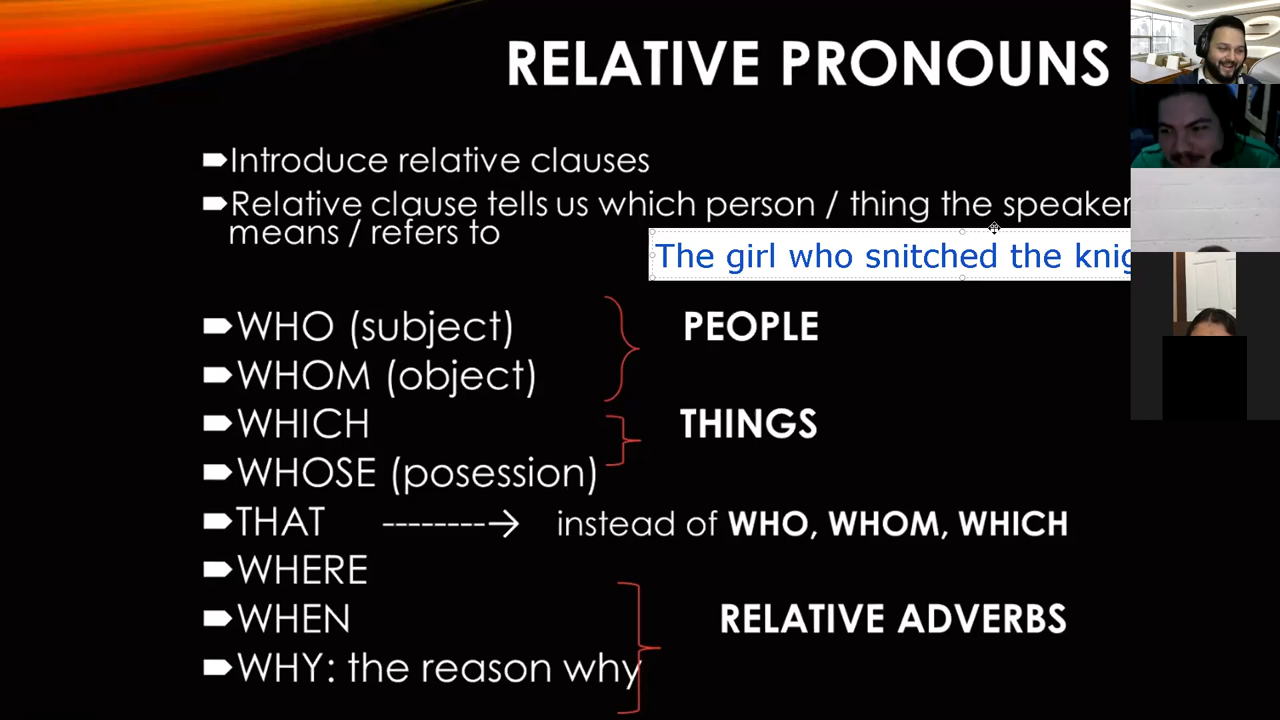 RELATIVE PRONOUNS
Introduce relative clauses
Relative clause tells us which person / thing the speaker
means / refers to
The girl who snitched the
WHO (subject) PEOPLE
WHOM (object)
WHICH THINGS
WHOSE (posession)
THAT --------→ instead of WHO, WHOM, WHICH
WHERE
WHEN RELATIVE ADVERBS
WHY: the reason why